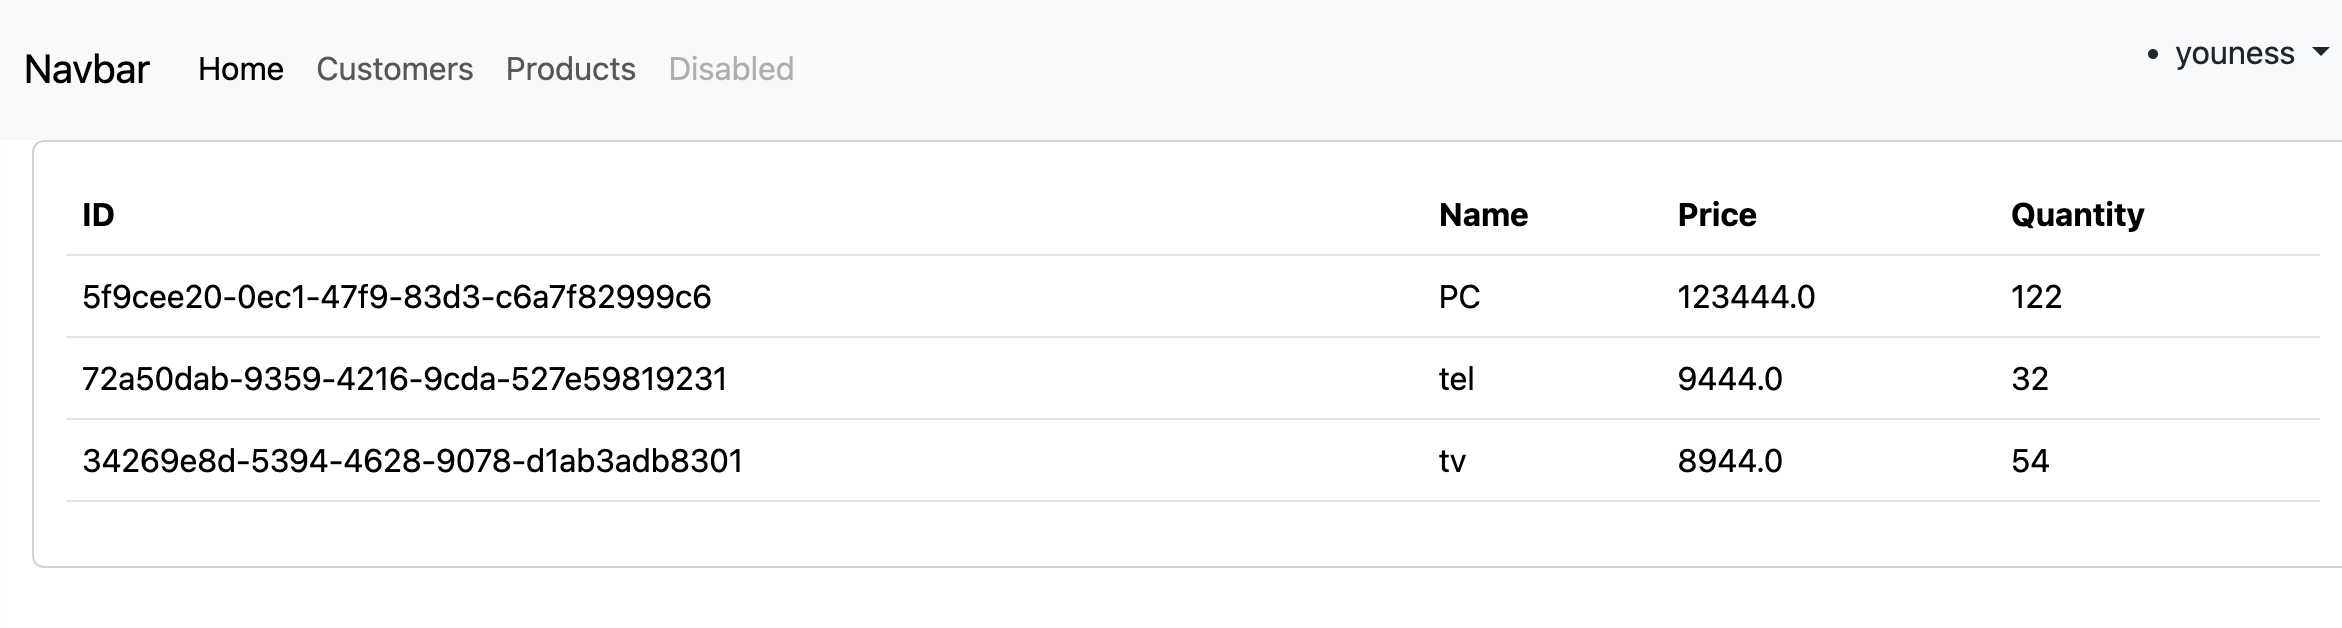 Navbar Home Customers Products Disabled • youness
ID Name Price Quantity
5f9cee20-0ec1-47f9-83d3-c6a7f82999c6 PC 123444.0 122
72a50dab-9359-4216-9cda-527e59819231 tel 9444.0 32
34269e8d-5394-4628-9078-d1ab3adb8301 tv 8944.0 54